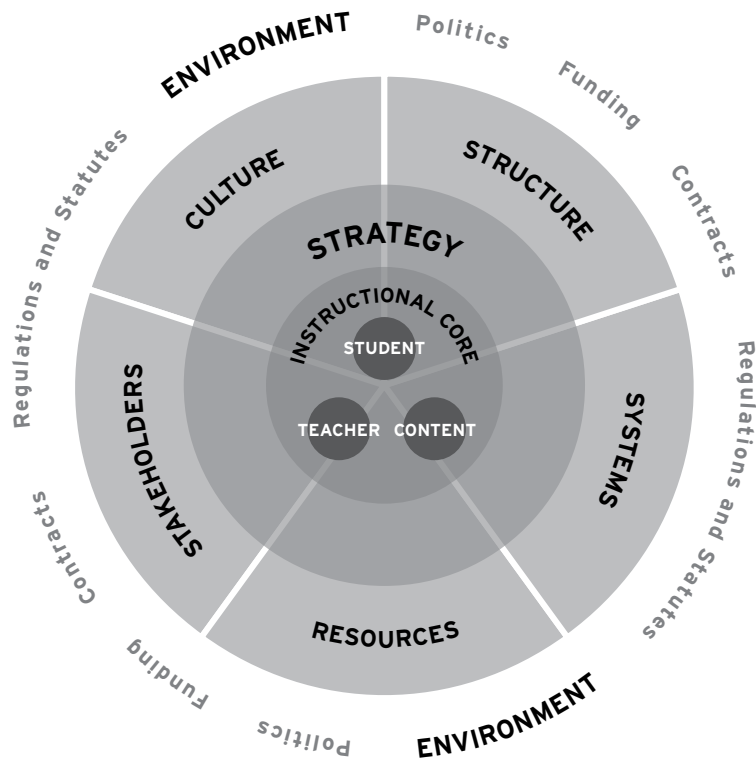 ENVIRONMENT
Politics
Funding
Contracts
Regulations and Statutes
CULTURE
STRUCTURE
STRATEGY
INSTRUCTIONAL CORE
STUDENT
TEACHER
CONTENT
STAKEHOLDERS
SYSTEMS
RESOURCES
Regulations and Statutes
Contracts
Funding
Politics
ENVIRONMENT